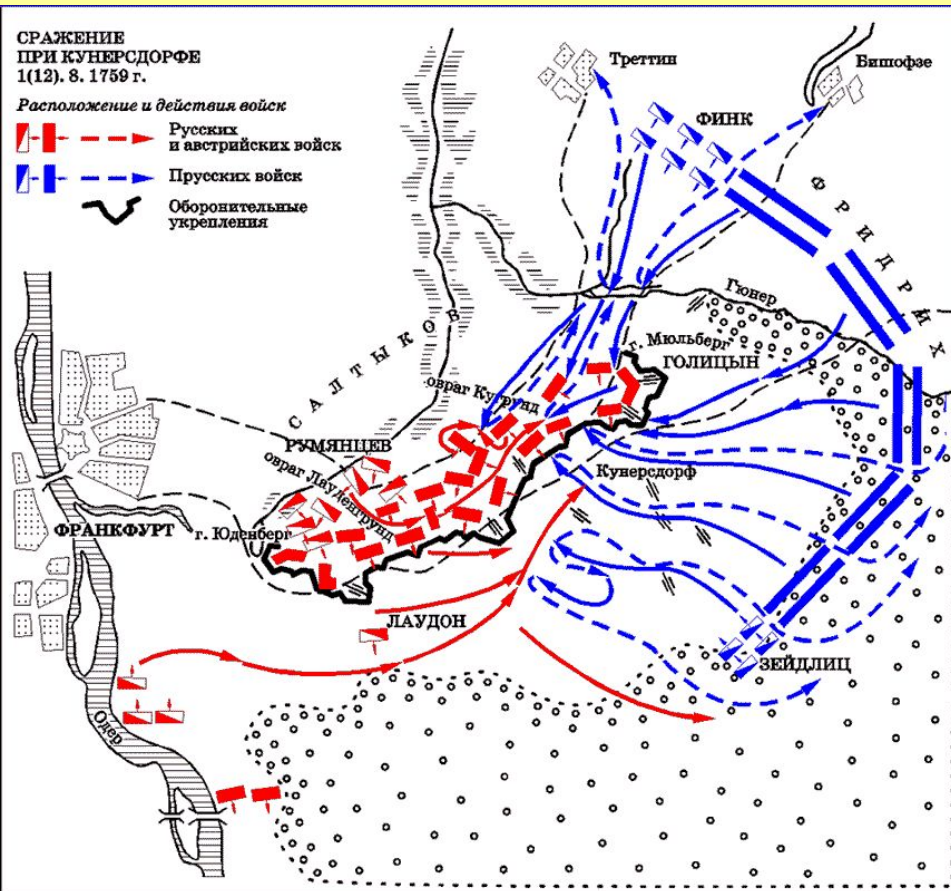 СРАЖЕНИЕ
ПРИ КУНЕРСДОРФЕ
1(12). 8. 1759 г.
Расположение и действия войск
Русских
и австрийских войск
Прусских войск
Оборонительные
укрепления
Треттин
Бишофзе
ФИНК
ФРИДРИХ
Гюнер
г. Мюльберг
ГОЛИЦЫН
САЛТЫКОВ
овраг Кугрунд
РУМЯНЦЕВ
овраг Лауденгрунд
Кунерсдорф
ФРАНКФУРТ
г. Юденберг
ЛАУДОН
ЗЕЙДЛИЦ
Одер